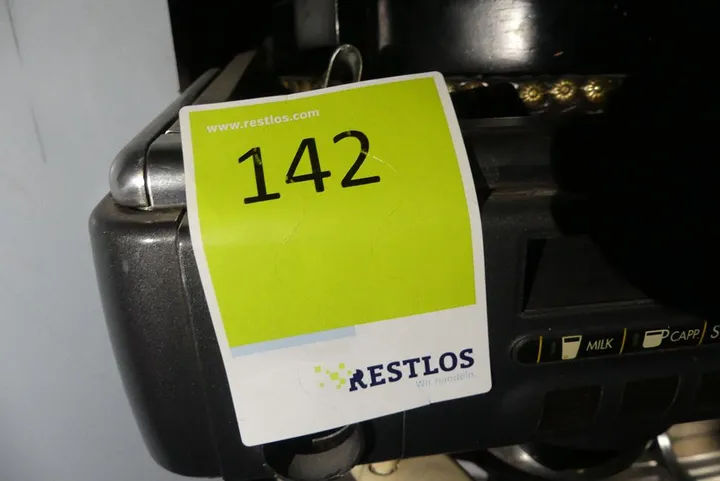 www.restlos.com
142
RESTLOS
Wir handeln.
MILK
CAPP.
S